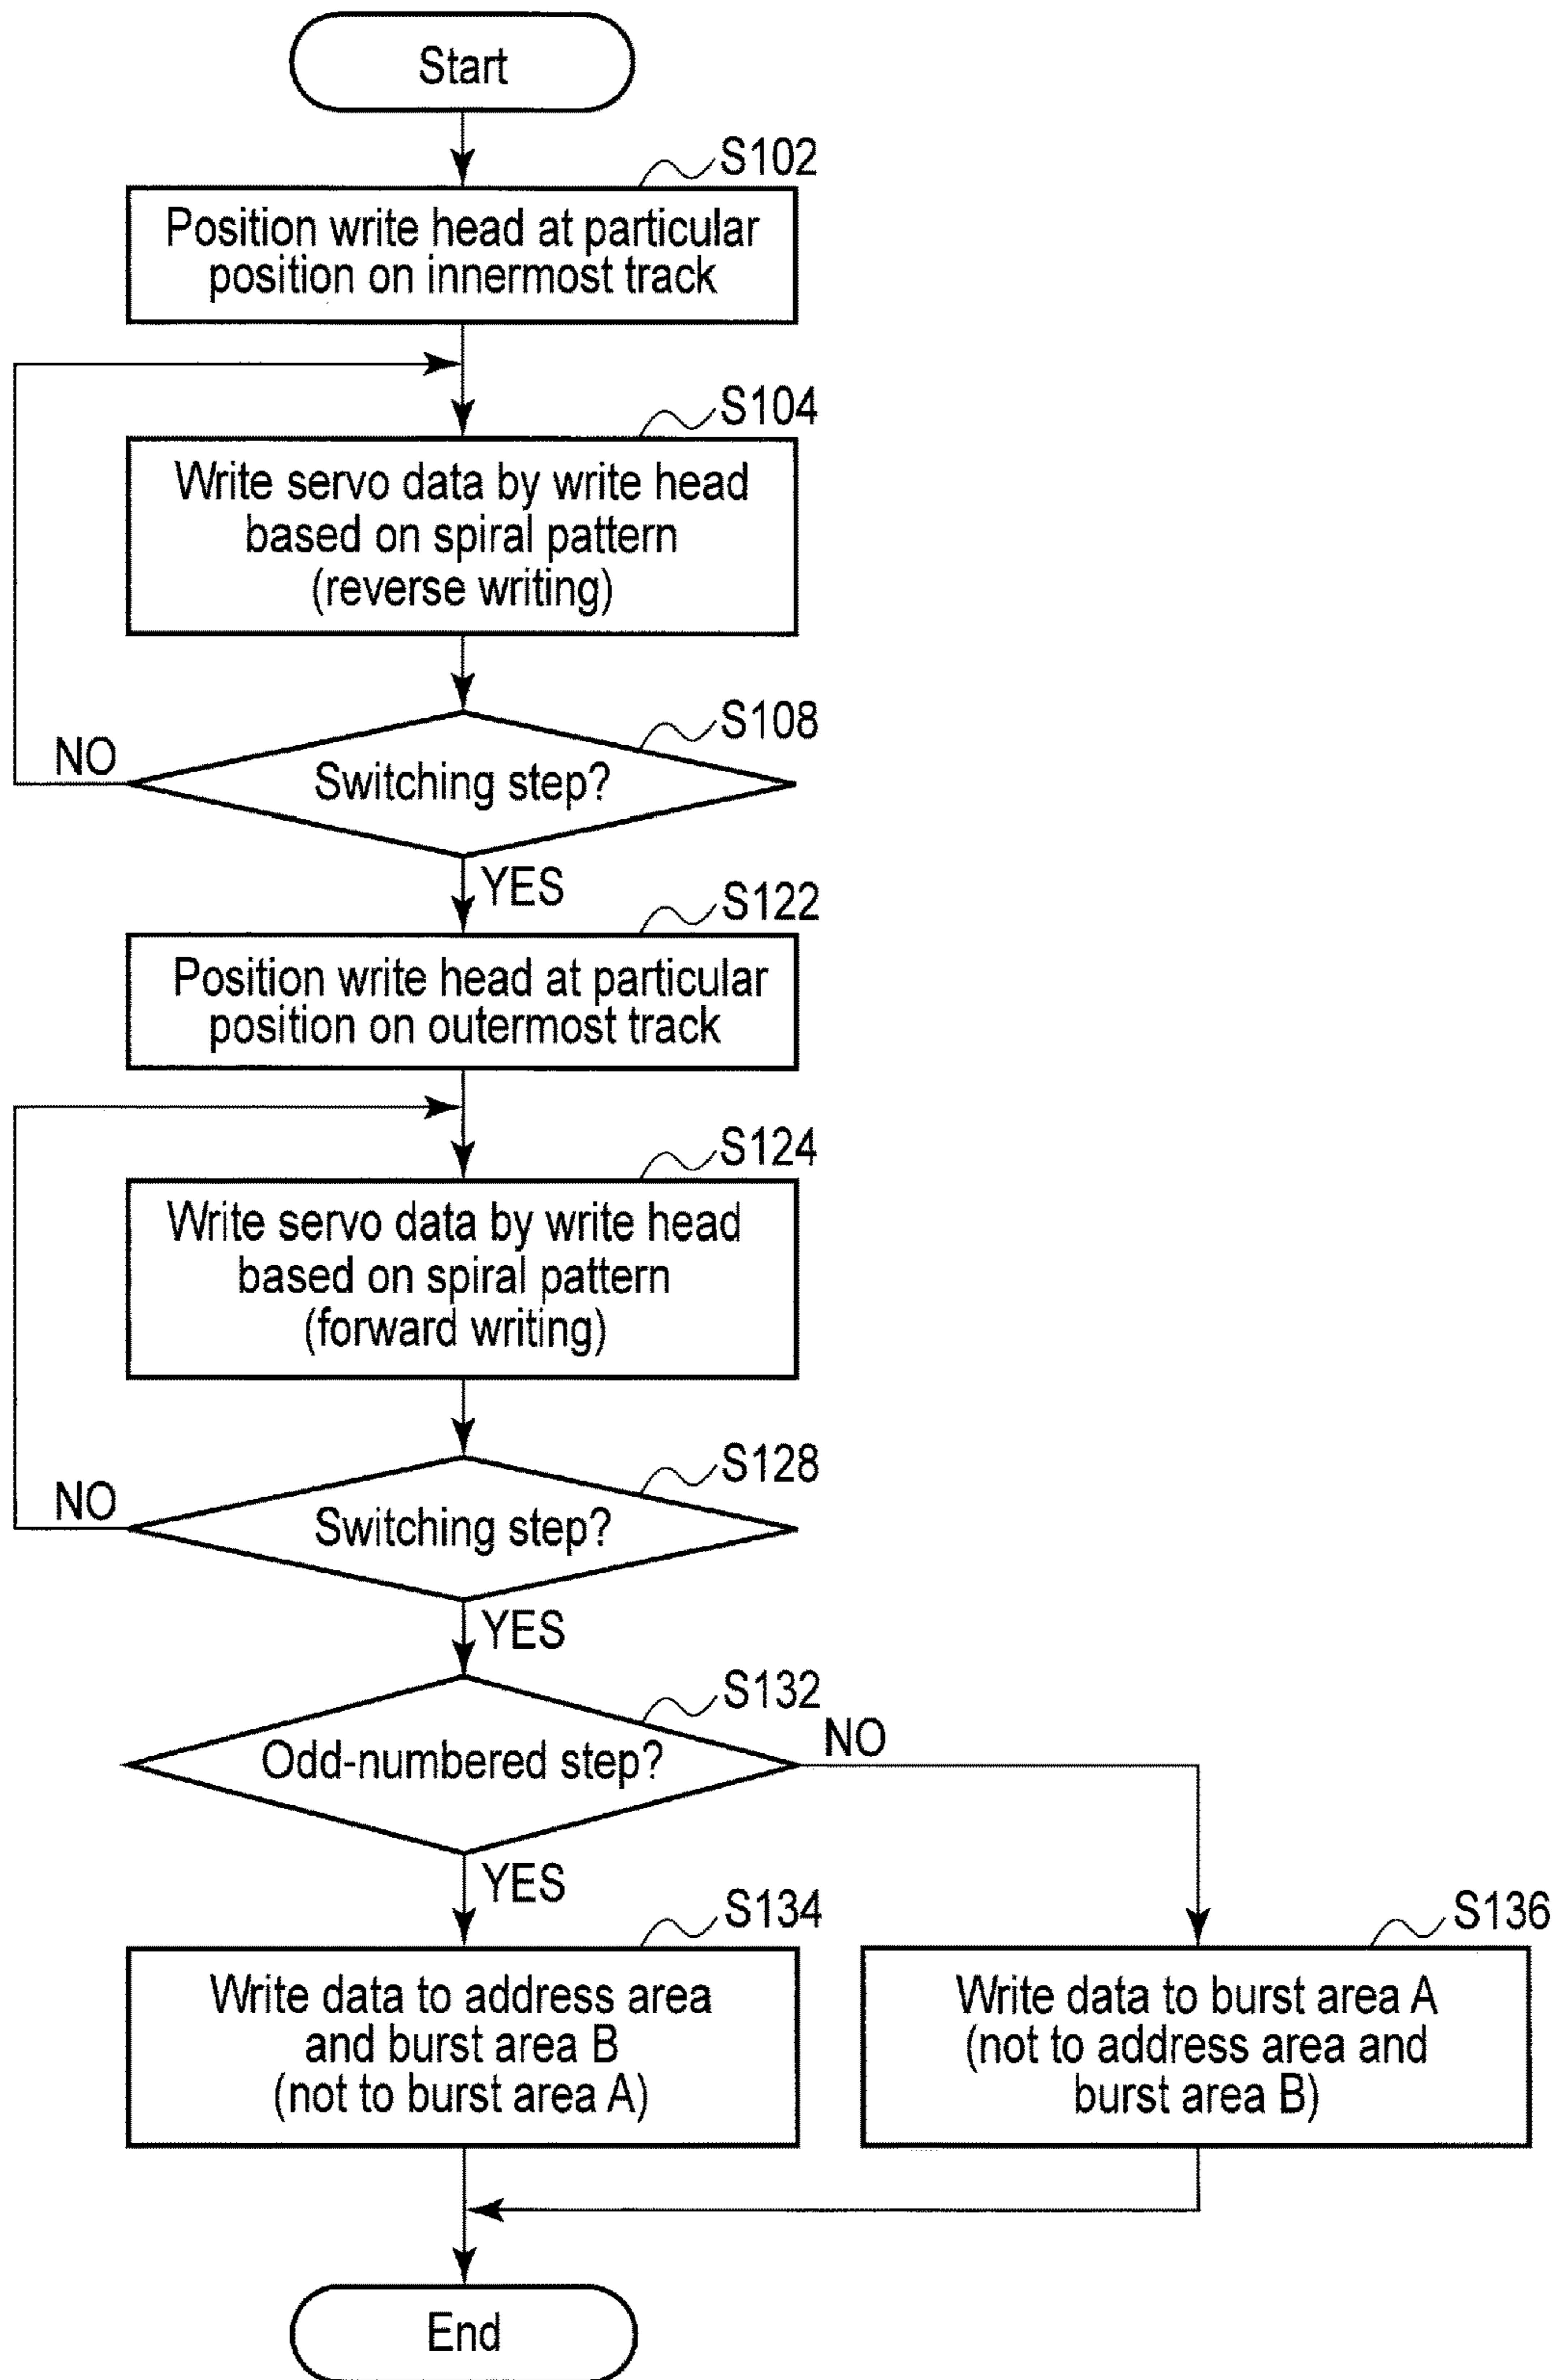 Start
S102
Position write head at particular
position on innermost track
S104
Write servo data by write head
based on spiral pattern
(reverse writing)
S108
NO
Switching step?
YES
S122
Position write head at particular
position on outermost track
S124
Write servo data by write head
based on spiral pattern
(forward writing)
S128
NO
Switching step?
YES
S132
Odd-numbered step?
NO
YES
S134
Write data to address area
and burst area B
(not to burst area A)
S136
Write data to burst area A
(not to address area and
burst area B)
End